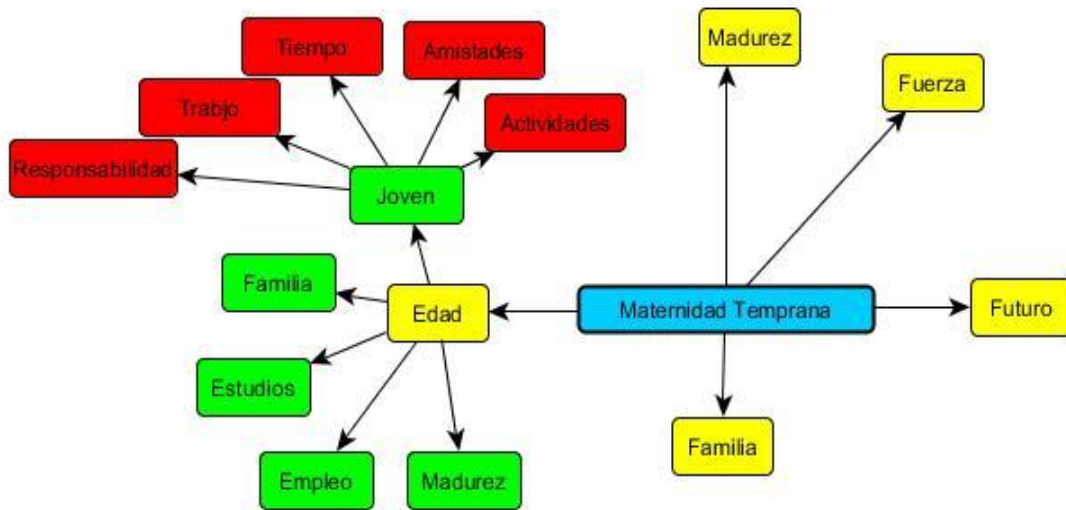 Madurez
Tiempo
Amistades
Fuerza
Trabjo
Actividades
Responsabilidad
Joven
Familia
Edad
Maternidad Temprana
Futuro
Estudios
Familia
Empleo
Madurez